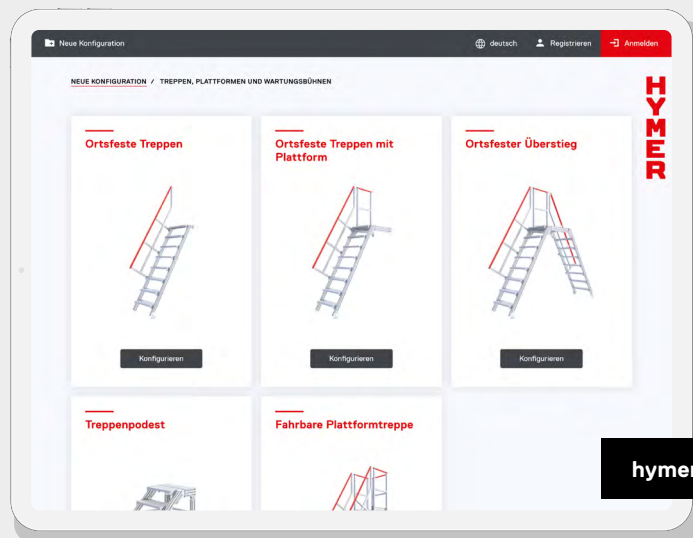 Neue Konfiguration
deutsch
Registrieren
Anmelden
NEUE KONFIGURATION / TREPPEN, PLATTFORMEN UND WARTUNGSBÜHNEN
HYMER
Ortsfeste Treppen
Ortsfeste Treppen mit
Plattform
Ortsfester Überstieg
Konfigurieren
Konfigurieren
Konfigurieren
Treppenpodest
Fahrbare Plattformtreppe
hymer